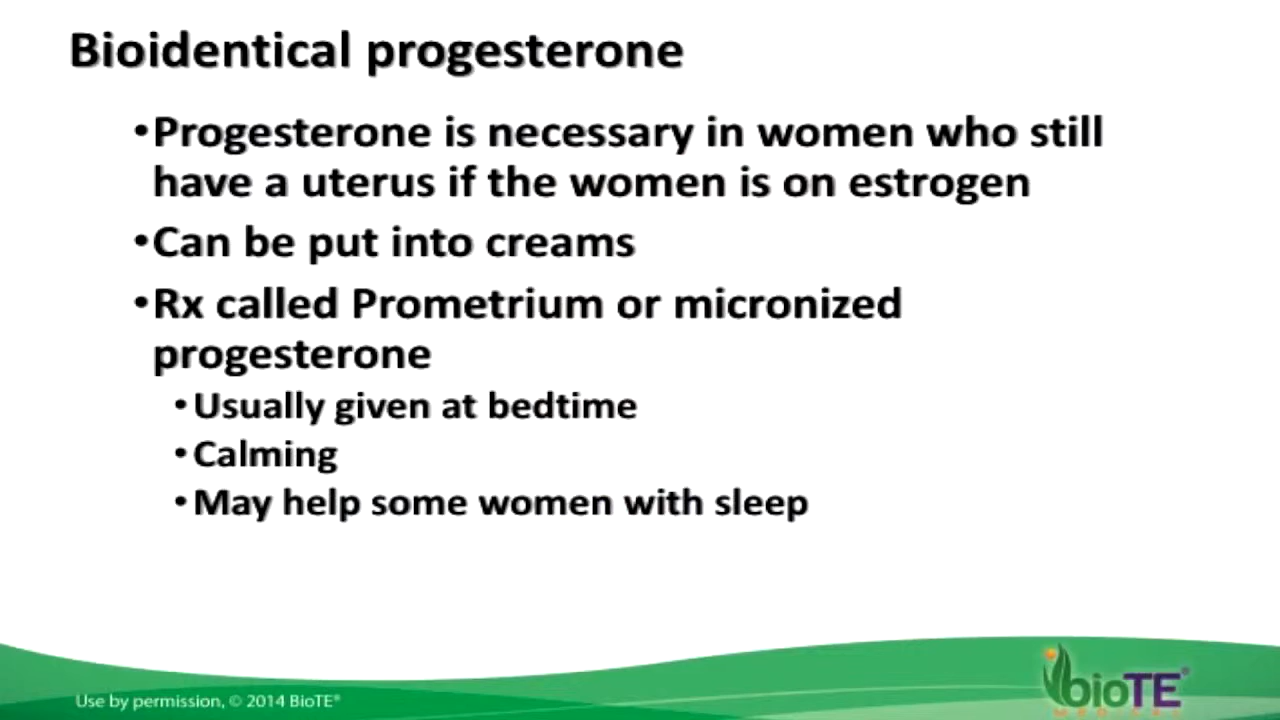 Bioidentical progesterone
•Progesterone is necessary in women who still
have a uterus if the women is on estrogen
•Can be put into creams
•Rx called Prometrium or micronized
progesterone
•Usually given at bedtime
•Calming
•May help some women with sleep
Use by permission, © 2014 BioTE®
bioTE®